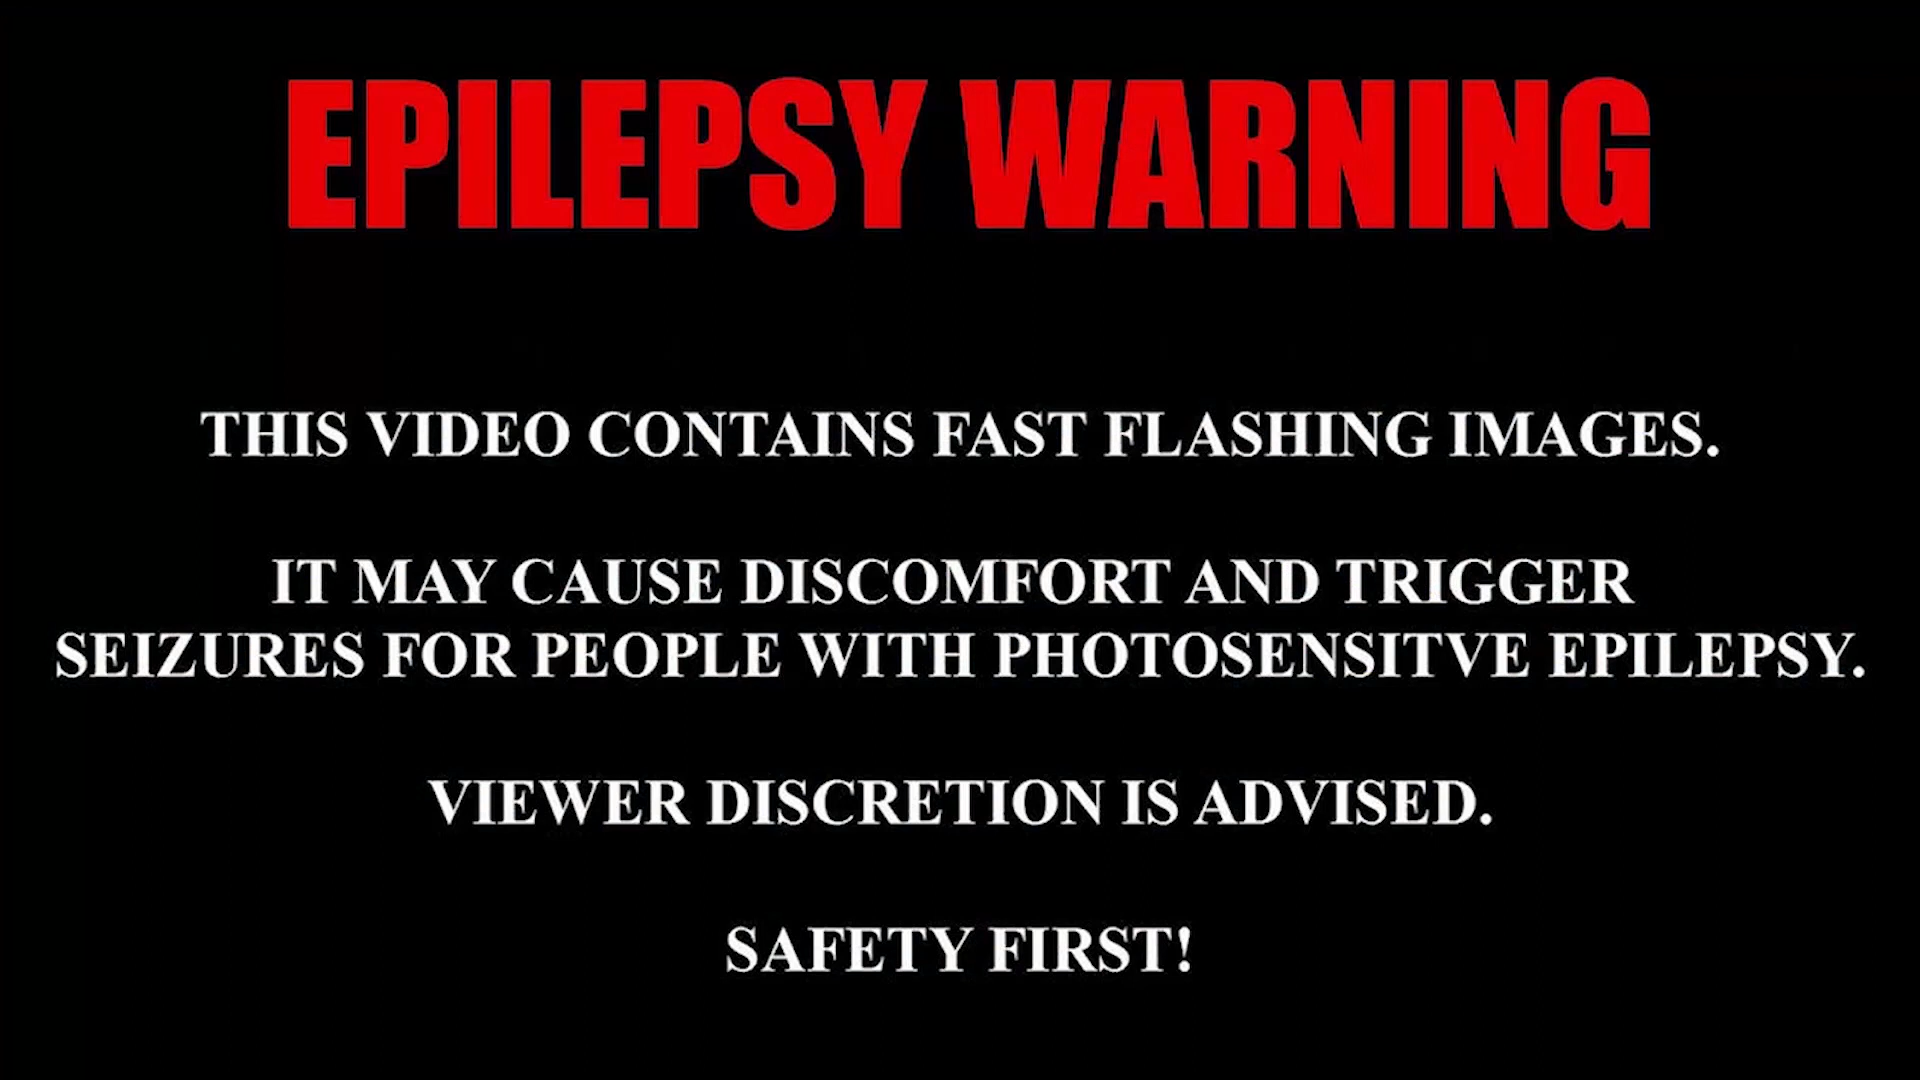 EPILEPSY WARNING
THIS VIDEO CONTAINS FAST FLASHING IMAGES.
IT MAY CAUSE DISCOMFORT AND TRIGGER
SEIZURES FOR PEOPLE WITH PHOTOSENSITVE EPILEPSY.
VIEWER DISCRETION IS ADVISED.
SAFETY FIRST!